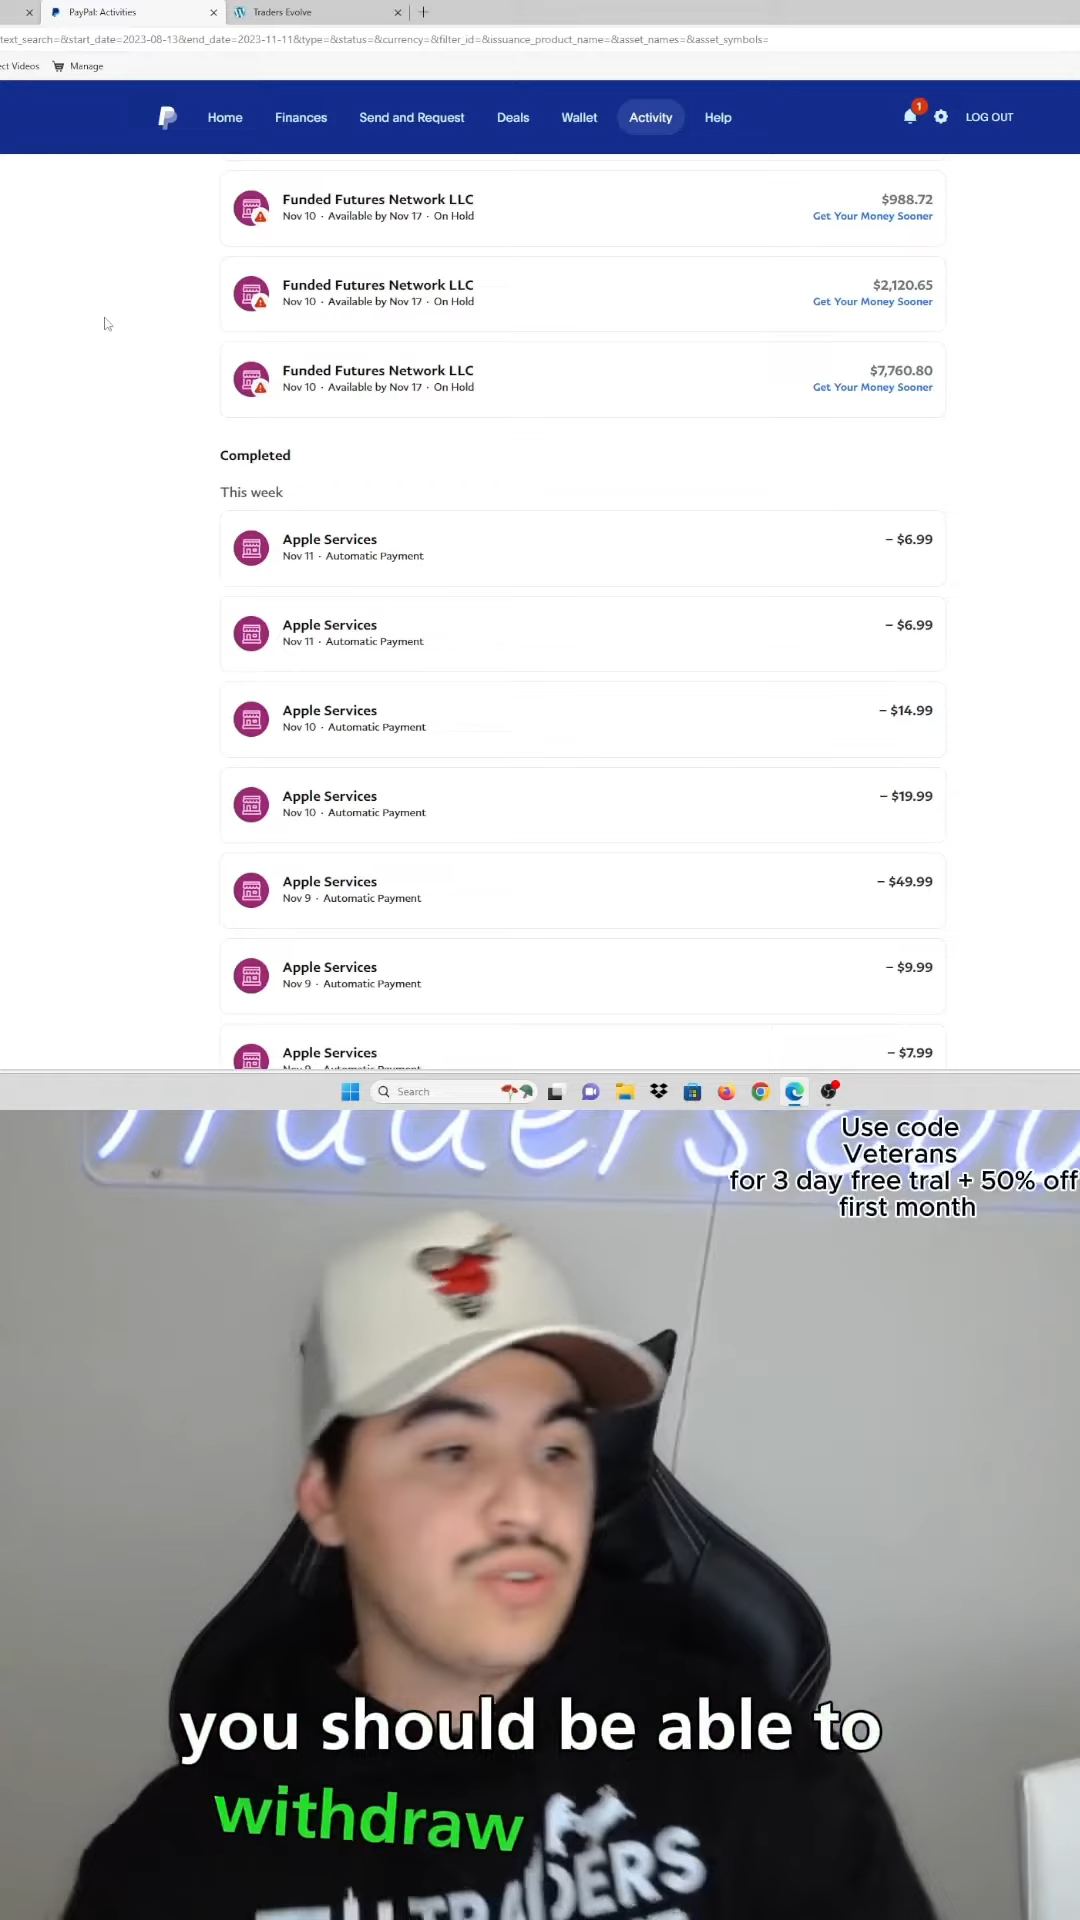 PayPal: Activities
Traders Evolve
text_search=&start_date=2023-08-13&end_date=2023-11-11&type=&status=&currency=&filter_id=&issuance_product_name=&asset_names=&asset_symbols=
ect Videos Manage
Home Finances Send and Request Deals Wallet Activity Help 1 LOG OUT
Funded Futures Network LLC $988.72
Nov 10 · Available by Nov 17 · On Hold Get Your Money Sooner
Funded Futures Network LLC $2,120.65
Nov 10 · Available by Nov 17 · On Hold Get Your Money Sooner
Funded Futures Network LLC $7,760.80
Nov 10 · Available by Nov 17 · On Hold Get Your Money Sooner
Completed
This week
Apple Services – $6.99
Nov 11 · Automatic Payment
Apple Services – $6.99
Nov 11 · Automatic Payment
Apple Services – $14.99
Nov 10 · Automatic Payment
Apple Services – $19.99
Nov 10 · Automatic Payment
Apple Services – $49.99
Nov 9 · Automatic Payment
Apple Services – $9.99
Nov 9 · Automatic Payment
Apple Services – $7.99
Nov 9 · Automatic Payment
Search
Traders
Use code
Veterans
for 3 day free tral + 50% off
first month
you should be able to
withdraw
TRADERS